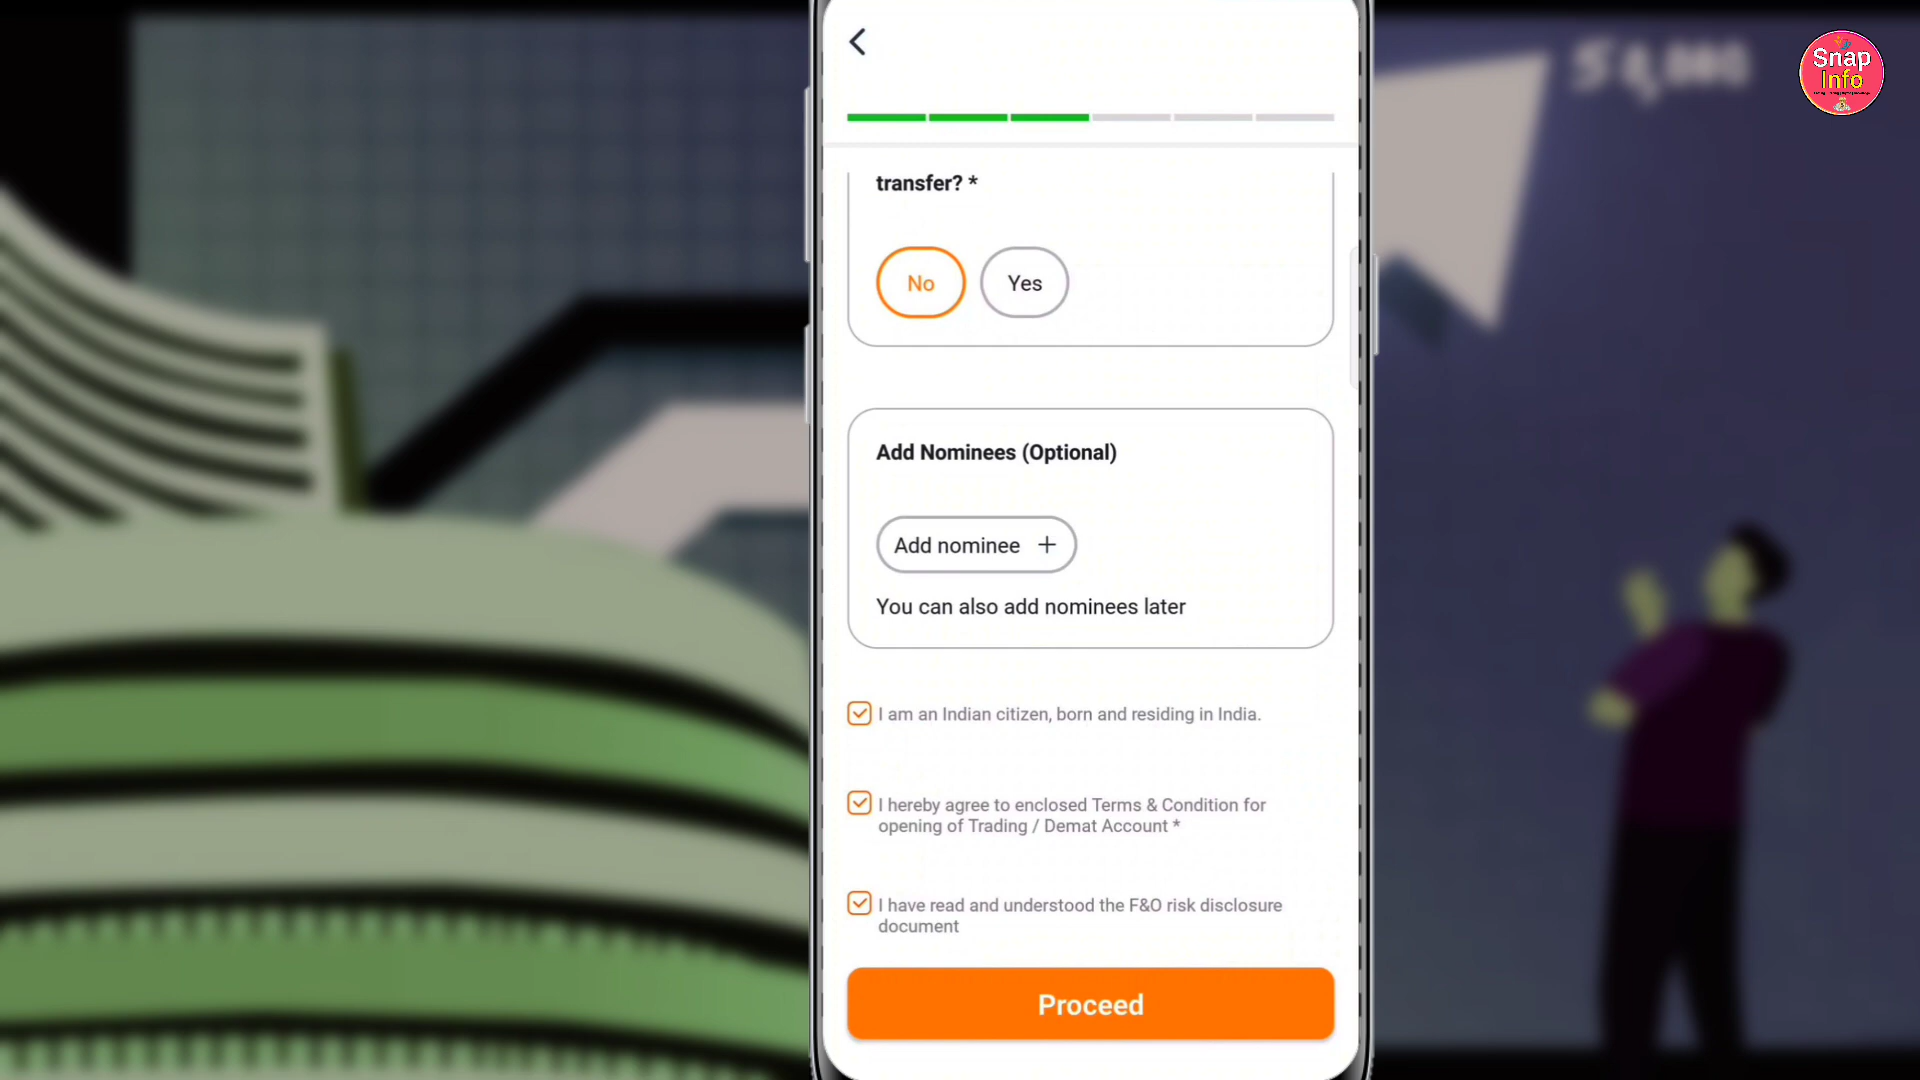 Snap
Info
transfer? *
No
Yes
Add Nominees (Optional)
Add nominee +
You can also add nominees later
I am an Indian citizen, born and residing in India.
I hereby agree to enclosed Terms & Condition for
opening of Trading / Demat Account *
I have read and understood the F&O risk disclosure
document
Proceed